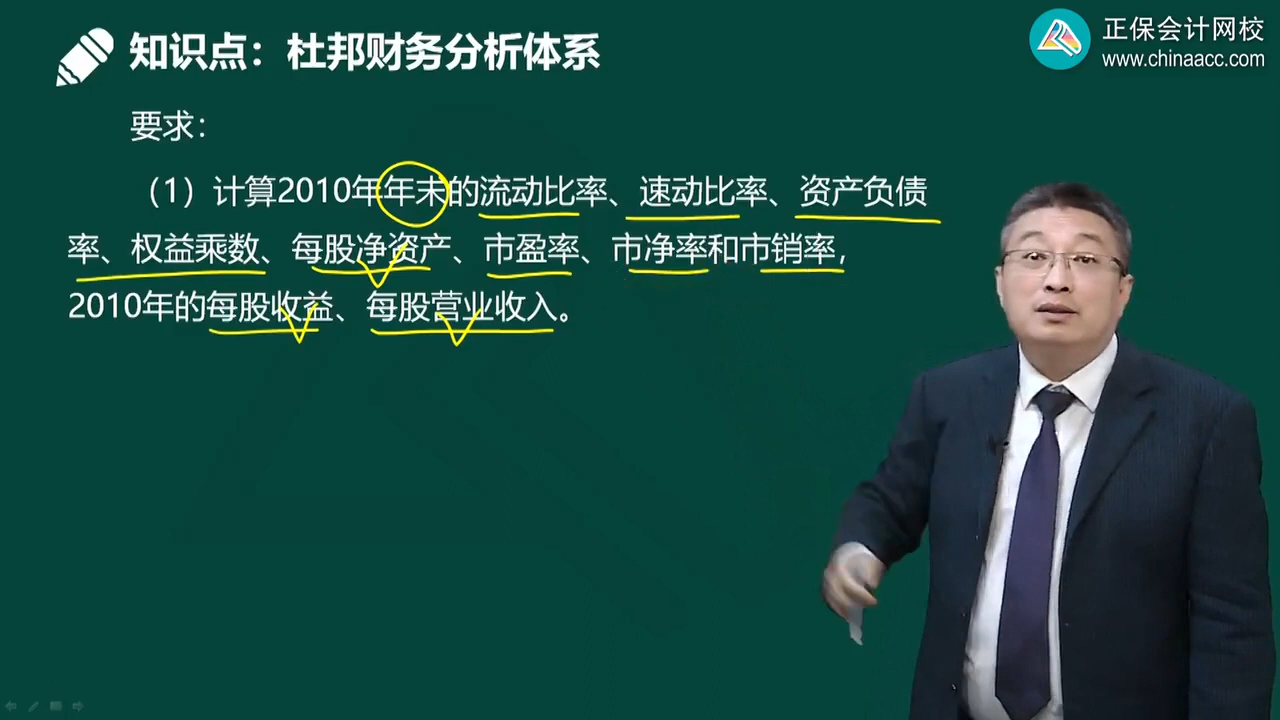 知识点：杜邦财务分析体系
正保会计网校
www.chinaacc.com
要求：
（1）计算2010年年末的流动比率、速动比率、资产负债
率、权益乘数、每股净资产、市盈率、市净率和市销率，
2010年的每股收益、每股营业收入。